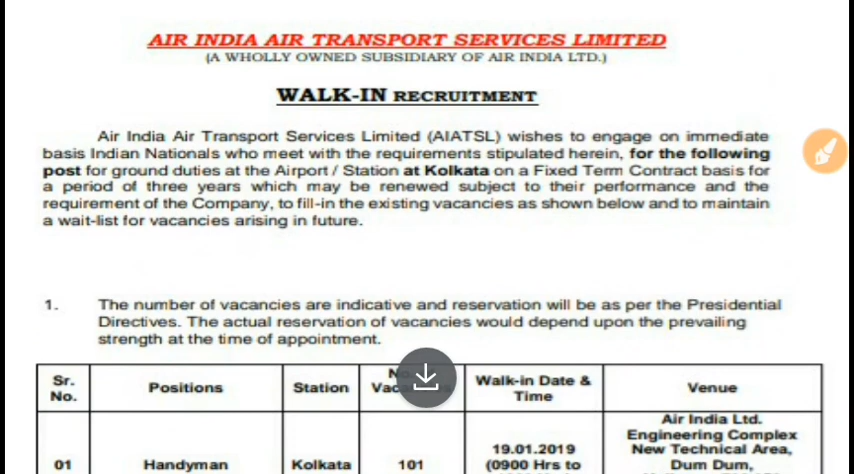 AIR INDIA AIR TRANSPORT SERVICES LIMITED
(A WHOLLY OWNED SUBSIDIARY OF AIR INDIA LTD.)
WALK-IN RECRUITMENT
Air India Air Transport Services Limited (AIATSL) wishes to engage on immediate
basis Indian Nationals who meet with the requirements stipulated herein, for the following
post for ground duties at the Airport / Station at Kolkata on a Fixed Term Contract basis for
a period of three years which may be renewed subject to their performance and the
requirement of the Company, to fill-in the existing vacancies as shown below and to maintain
a wait-list for vacancies arising in future.
1. The number of vacancies are indicative and reservation will be as per the Presidential
Directives. The actual reservation of vacancies would depend upon the prevailing
strength at the time of appointment.
Sr.
No.
Positions
Station
Walk-in Date &
Time
Venue
01
Handyman
Kolkata
101
19.01.2019
(0900 Hrs to
Air India Ltd.
Engineering Complex
New Technical Area,
Dum Dum,